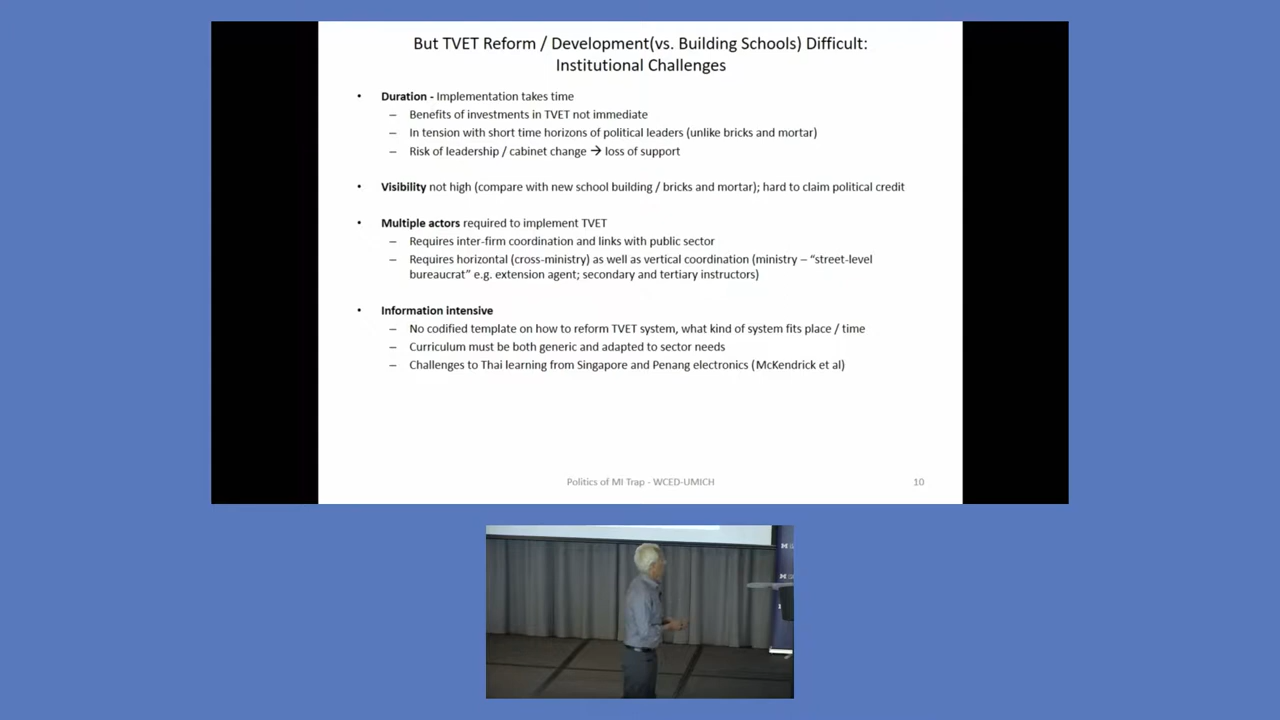 But TVET Reform / Development(vs. Building Schools) Difficult:
Institutional Challenges
• Duration - Implementation takes time
– Benefits of investments in TVET not immediate
– In tension with short time horizons of political leaders (unlike bricks and mortar)
– Risk of leadership / cabinet change → loss of support
• Visibility not high (compare with new school building / bricks and mortar); hard to claim political credit
• Multiple actors required to implement TVET
– Requires inter-firm coordination and links with public sector
– Requires horizontal (cross-ministry) as well as vertical coordination (ministry – “street-level
bureaucrat” e.g. extension agent; secondary and tertiary instructors)
• Information intensive
– No codified template on how to reform TVET system, what kind of system fits place / time
– Curriculum must be both generic and adapted to sector needs
– Challenges to Thai learning from Singapore and Penang electronics (McKendrick et al)
Politics of MI Trap - WCED-UMICH
10